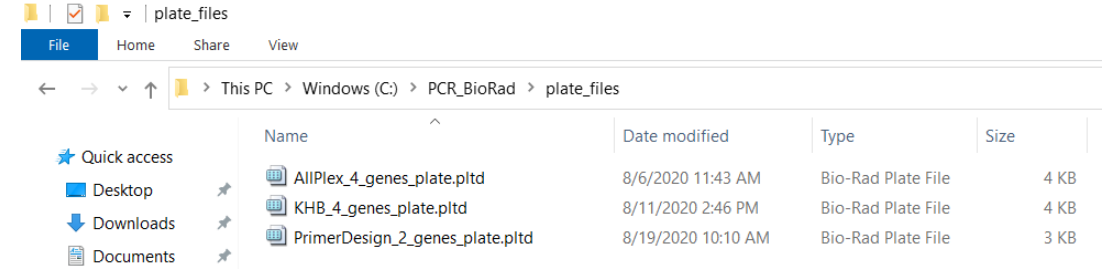 plate_files
File Home Share View
This PC > Windows (C:) > PCR_BioRad > plate_files
Name Date modified Type Size
Quick access
AllPlex_4_genes_plate.pltd 8/6/2020 11:43 AM Bio-Rad Plate File 4 KB
Desktop
KHB_4_genes_plate.pltd 8/11/2020 2:46 PM Bio-Rad Plate File 4 KB
Downloads
PrimerDesign_2_genes_plate.pltd 8/19/2020 10:10 AM Bio-Rad Plate File 3 KB
Documents